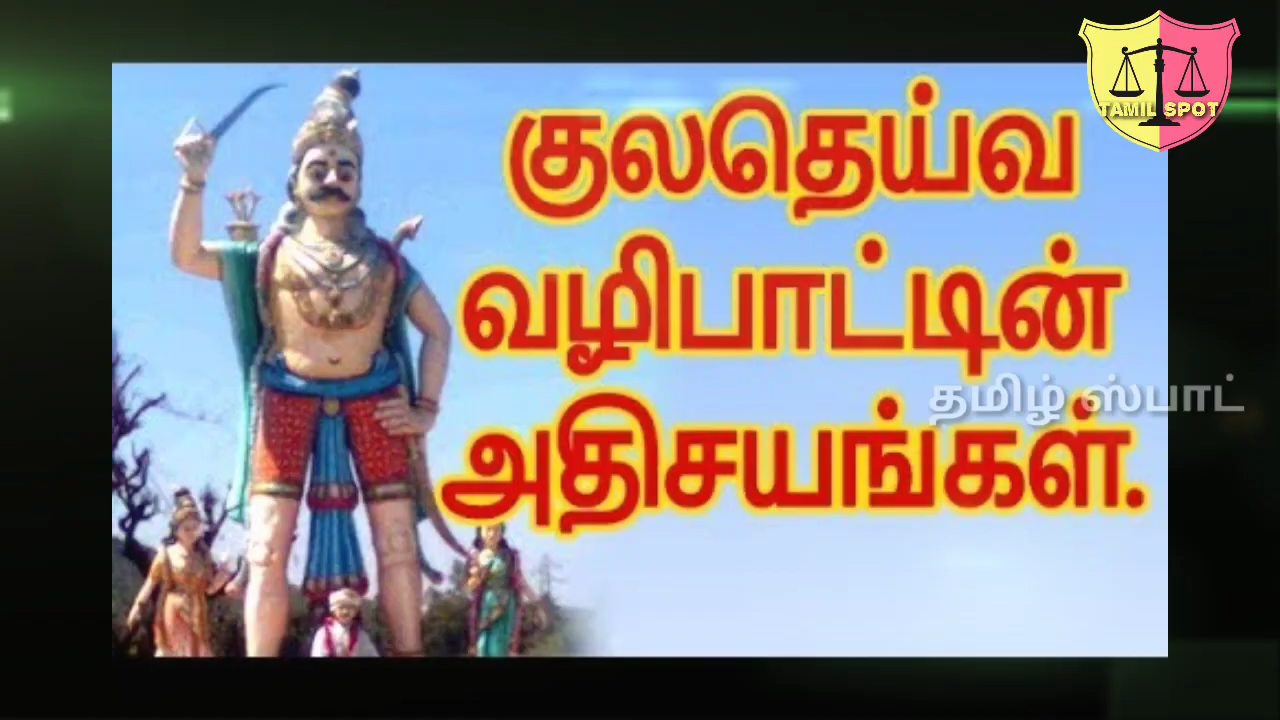 TAMIL SPOT
குலதெய்வ
வழிபாட்டின்
தமிழ் ஸ்பாட்
அதிசயங்கள்.